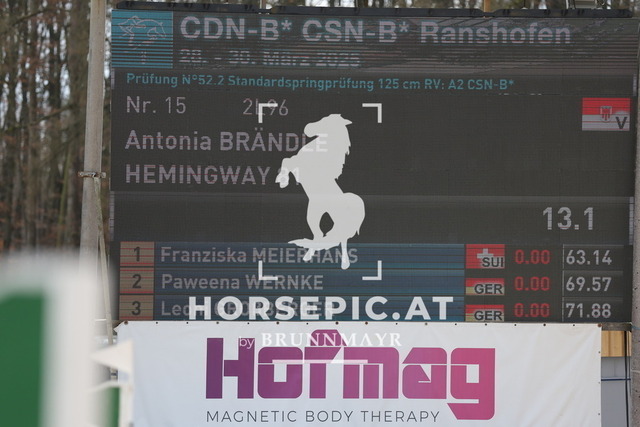 CDN-B* CSN-B* Ranshofen
28. - 30. März 2025
Prüfung N°52.2 Standardspringprüfung 125 cm RV: A2 CSN-B*
Nr. 15 2L96
Antonia BRÄNDLE V
HEMINGWAY
13.1
1 Franziska MEIERHANS SUI 0.00 63.14
2 Paweena WERNKE GER 0.00 69.57
3 GER 0.00 71.88
HORSEPIC.AT
by BRUNNMAYR
Hofmag
MAGNETIC BODY THERAPY